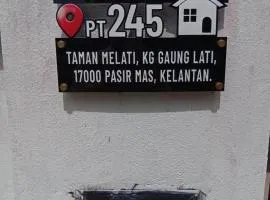 PT 245
TAMAN MELATI, KG GAUNG LATI,
17000 PASIR MAS, KELANTAN.